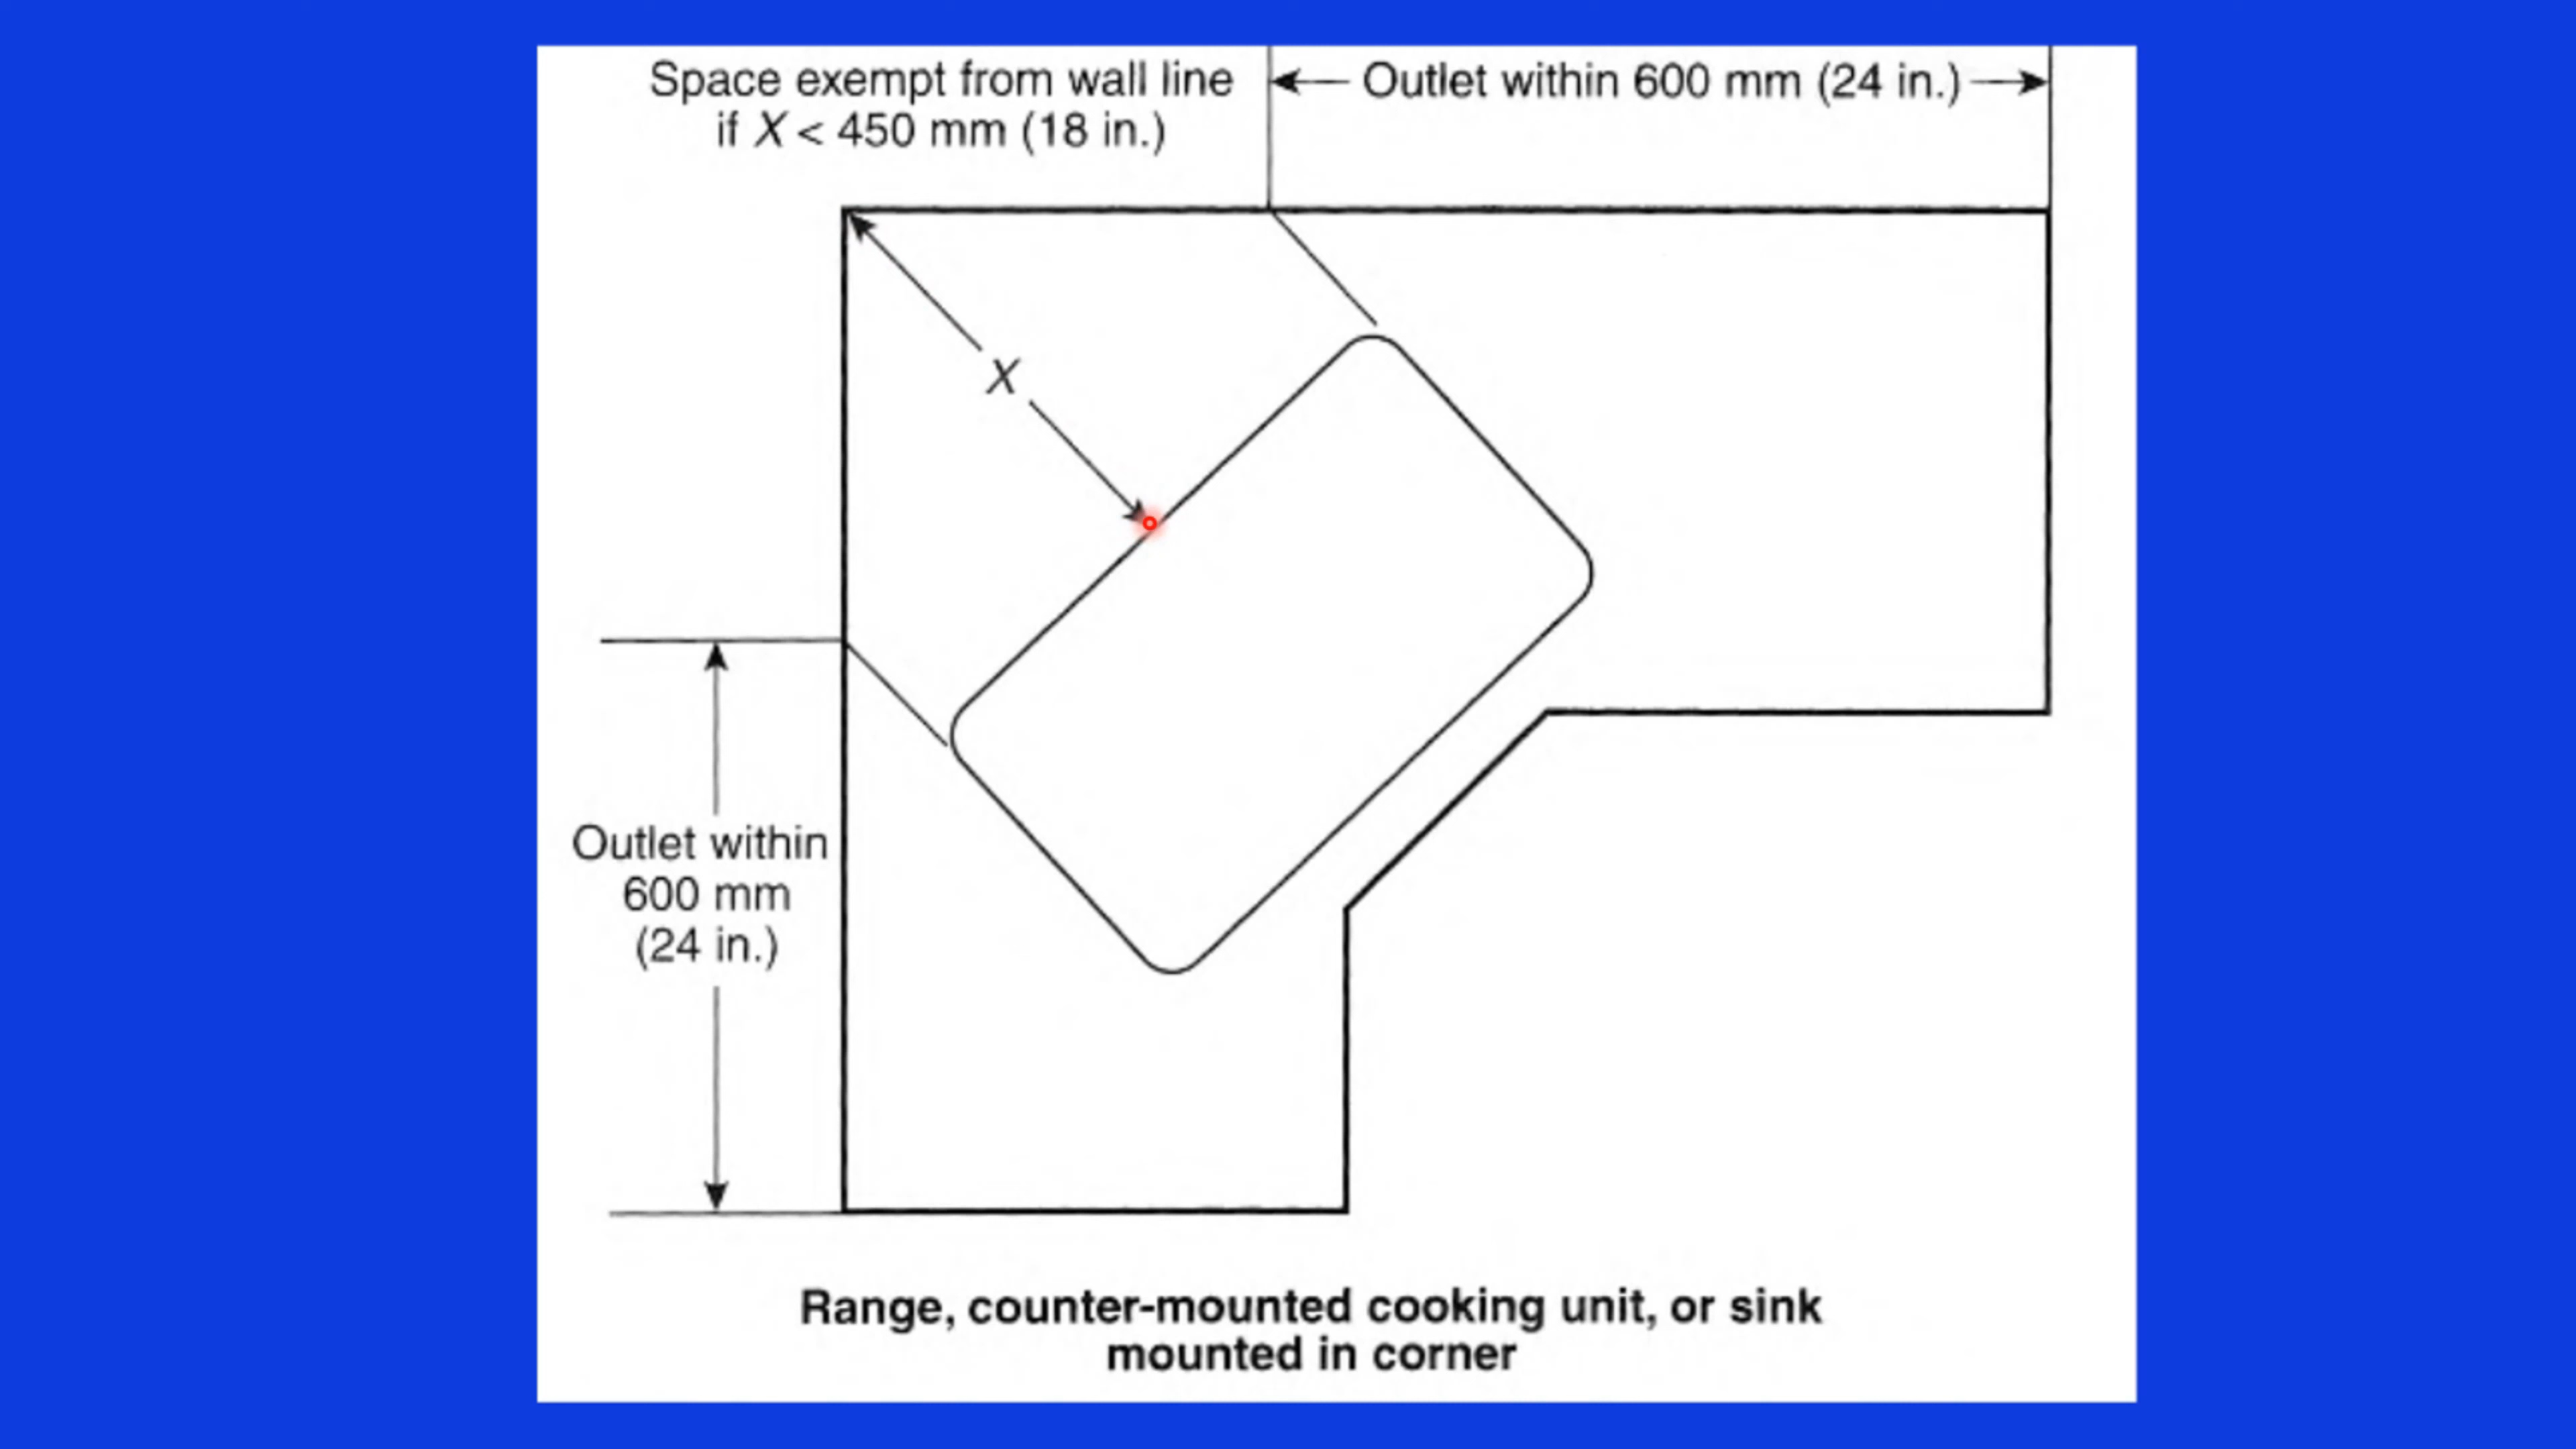 Space exempt from wall line
if X < 450 mm (18 in.)
Outlet within 600 mm (24 in.)
X
Outlet within
600 mm
(24 in.)
Range, counter-mounted cooking unit, or sink
mounted in corner